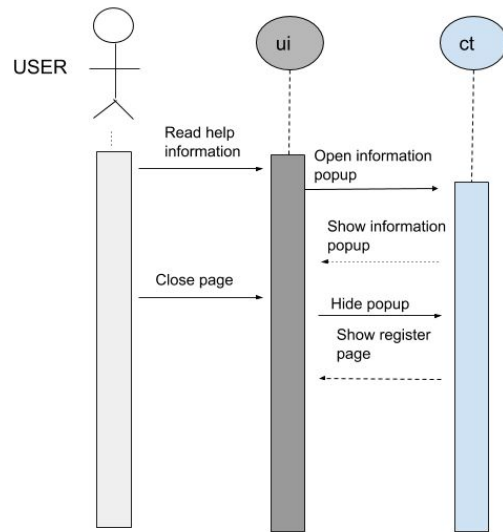 ui
ct
USER
Read help
information
Open information
popup
Show information
popup
Close page
Hide popup
Show register
page